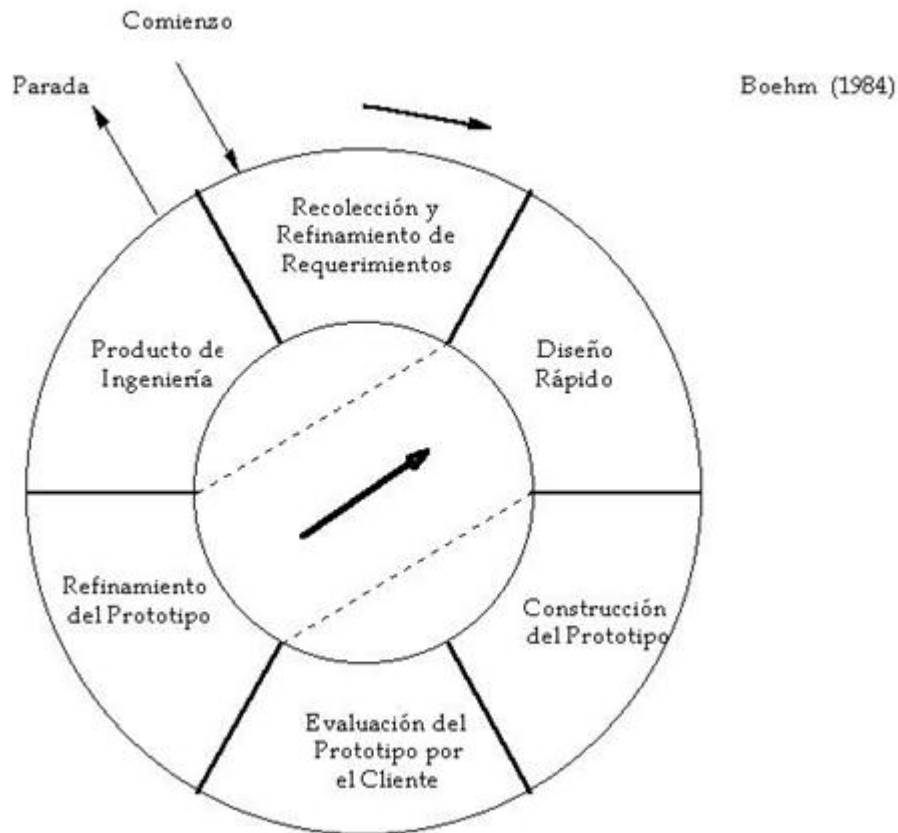 Comienzo
Parada
Boehm (1984)
Recolección y
Refinamiento de
Requerimientos
Producto de
Ingeniería
Diseño
Rápido
Refinamiento
del Prototipo
Construcción
del Prototipo
Evaluación del
Prototipo por
el Cliente